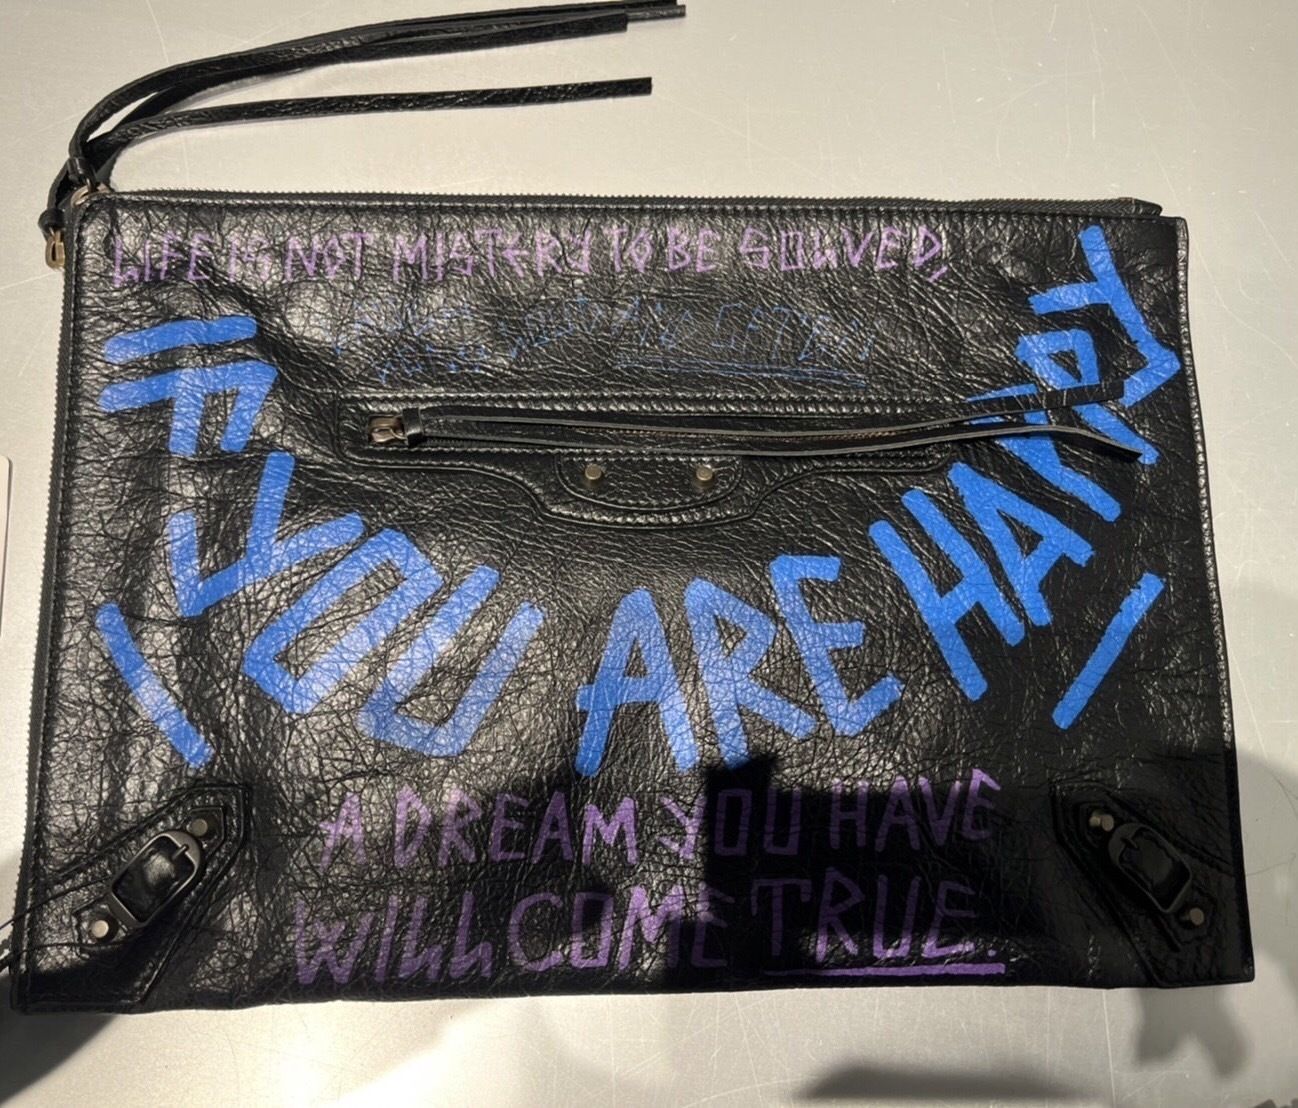 LIFE IS NOT MISTERY TO BE SOLVED,
IF YOU ARE HAPPY
A DREAM YOU HAVE
WILL COME TRUE.